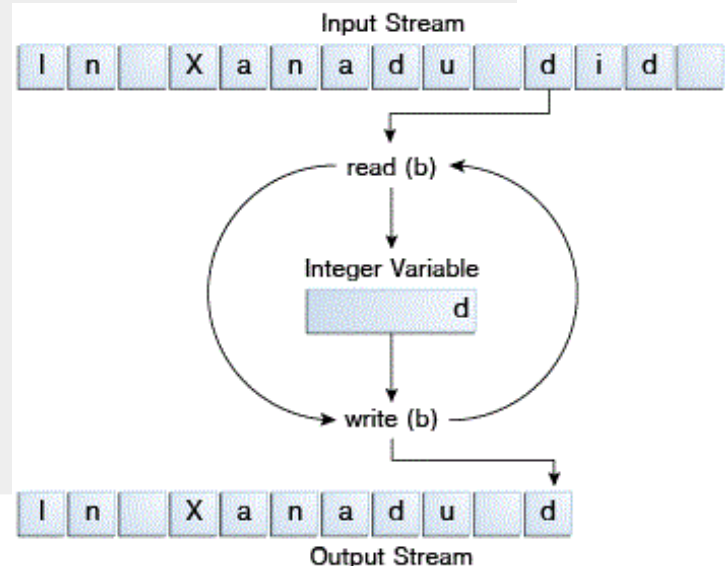 Input Stream
I n X a n a d u d i d
read (b)
Integer Variable
d
write (b)
I n X a n a d u d
Output Stream